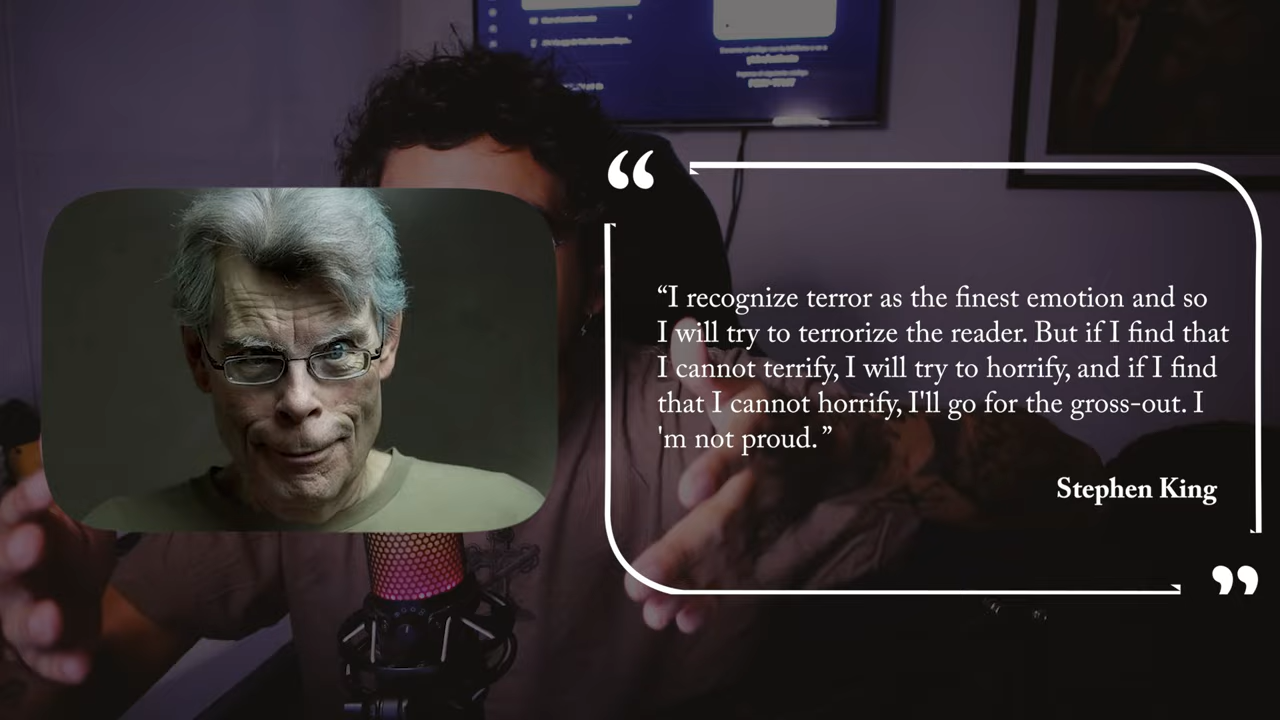 “I recognize terror as the finest emotion and so
I will try to terrorize the reader. But if I find that
I cannot terrify, I will try to horrify, and if I find
that I cannot horrify, I'll go for the gross-out. I
'm not proud.”
Stephen King